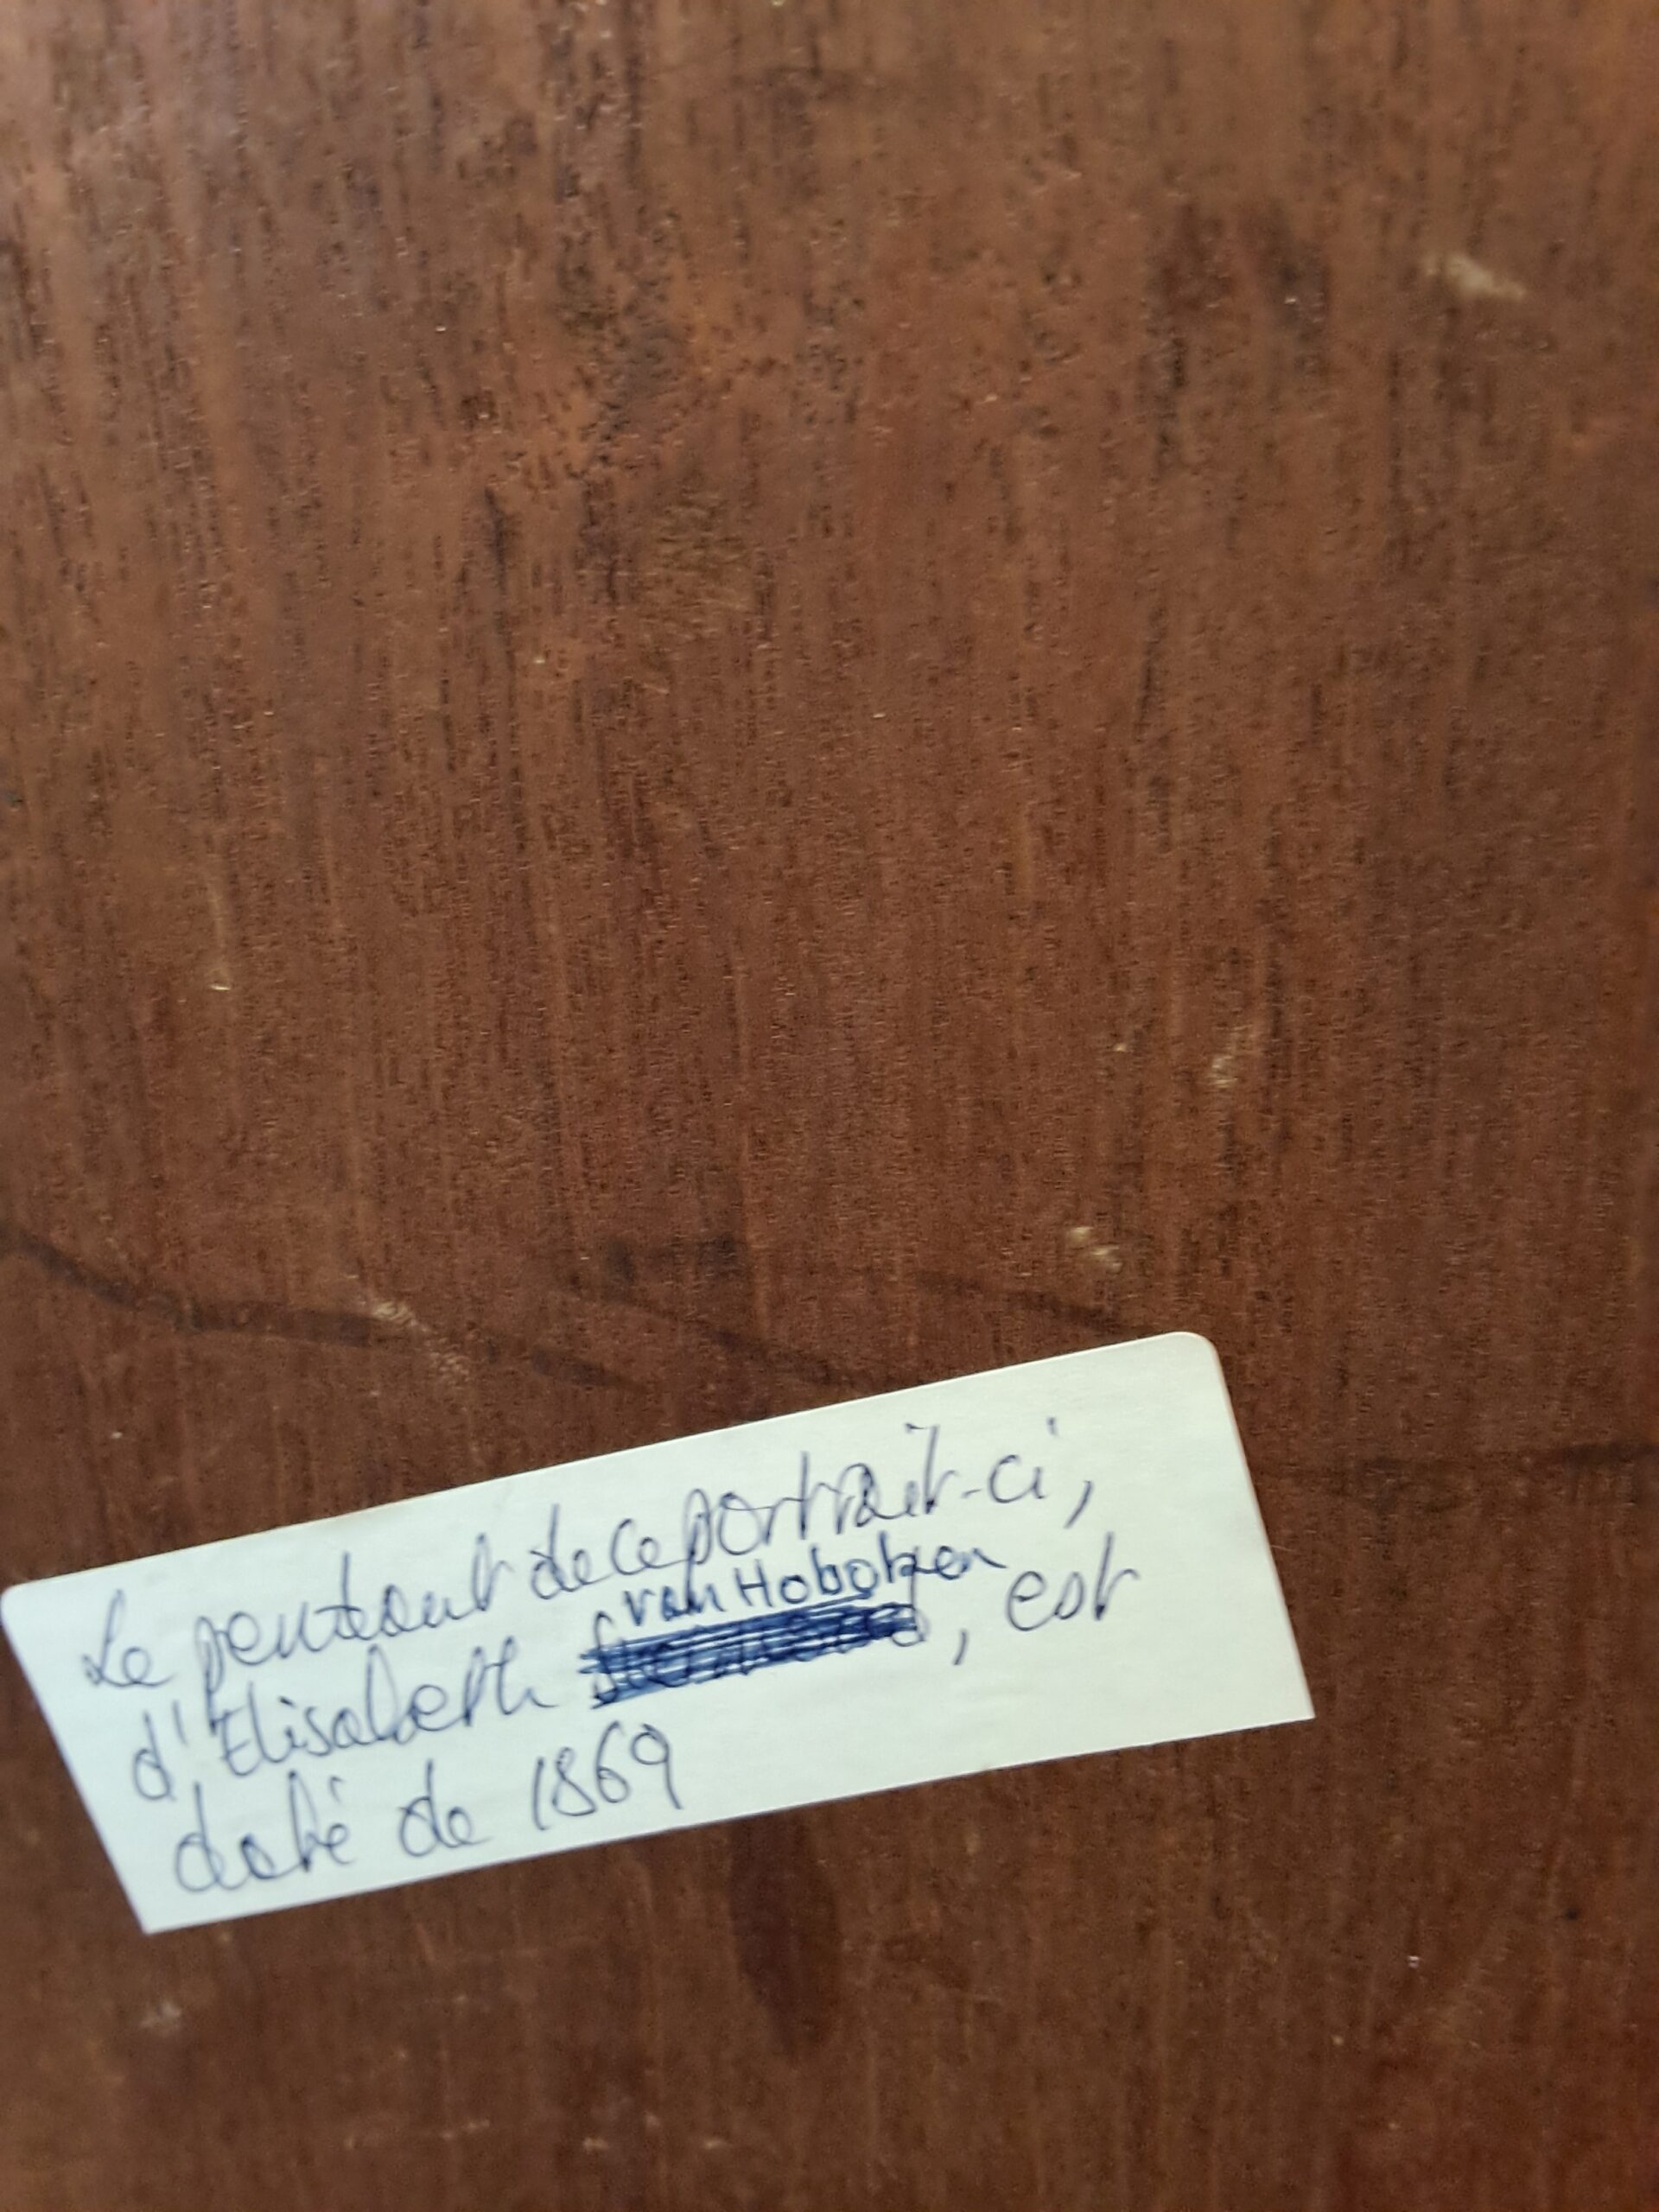 Le pendant de ce portrait-ci,
van Hoboken
d'Elisabeth , est
daté de 1869